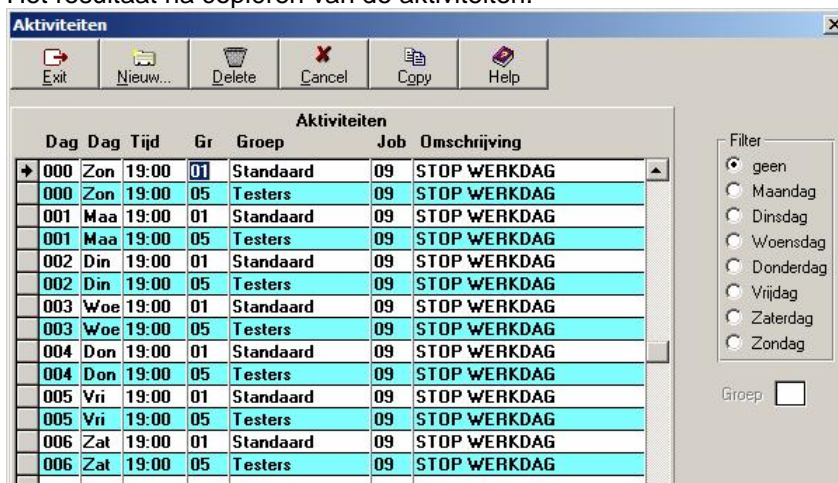 Het resultaat na copiëren van de aktiviteiten:
Aktiviteiten
Exit Nieuw... Delete Cancel Copy Help
Aktiviteiten
Dag Dag Tijd Gr Groep Job Omschrijving
000 Zon 19:00 01 Standaard 09 STOP WERKDAG
000 Zon 19:00 05 Testers 09 STOP WERKDAG
001 Maa 19:00 01 Standaard 09 STOP WERKDAG
001 Maa 19:00 05 Testers 09 STOP WERKDAG
002 Din 19:00 01 Standaard 09 STOP WERKDAG
002 Din 19:00 05 Testers 09 STOP WERKDAG
003 Woe 19:00 01 Standaard 09 STOP WERKDAG
003 Woe 19:00 05 Testers 09 STOP WERKDAG
004 Don 19:00 01 Standaard 09 STOP WERKDAG
004 Don 19:00 05 Testers 09 STOP WERKDAG
005 Vri 19:00 01 Standaard 09 STOP WERKDAG
005 Vri 19:00 05 Testers 09 STOP WERKDAG
006 Zat 19:00 01 Standaard 09 STOP WERKDAG
006 Zat 19:00 05 Testers 09 STOP WERKDAG
Filter
geen
Maandag
Dinsdag
Woensdag
Donderdag
Vrijdag
Zaterdag
Zondag
Groep